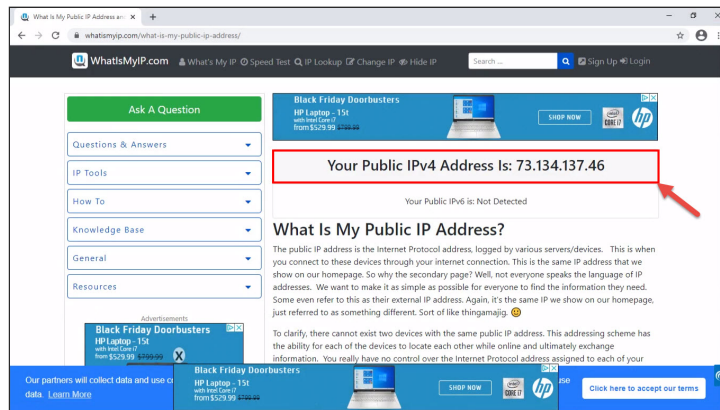 What Is My Public IP Address an
whatismyip.com/what-is-my-public-ip-address/
WhatIsMyIP.com What's My IP Speed Test IP Lookup Change IP Hide IP Search ... Sign Up Login
Ask A Question
Questions & Answers
IP Tools
How To
Knowledge Base
General
Resources
Advertisements
Black Friday Doorbusters
HP Laptop - 15t
with Intel Core i7
from $529.99 $799.99
X
Black Friday Doorbusters
HP Laptop - 15t
with Intel Core i7
from $529.99 $799.99
SHOP NOW
intel
CORE i7
hp
Your Public IPv4 Address Is: 73.134.137.46
Your Public IPv6 is: Not Detected
What Is My Public IP Address?
The public IP address is the Internet Protocol address, logged by various servers/devices. This is when
you connect to these devices through your internet connection. This is the same IP address that we
show on our homepage. So why the secondary page? Well, not everyone speaks the language of IP
addresses. We want to make it as simple as possible for everyone to find the information they need.
Some even refer to this as their external IP address. Again, it's the same IP we show on our homepage,
just referred to as something different. Sort of like thingamajig.
To clarify, there cannot exist two devices with the same public IP address. This addressing scheme has
the ability for each of the devices to locate each other while online and ultimately exchange
information. You really have no control over the Internet Protocol address assigned to each of your
Our partners will collect data and use co
use
data. Learn More
Black Friday Doorbusters
HP Laptop - 15t
with Intel Core i7
from $529.99 $799.99
SHOP NOW
intel
CORE i7
hp
Click here to accept our terms